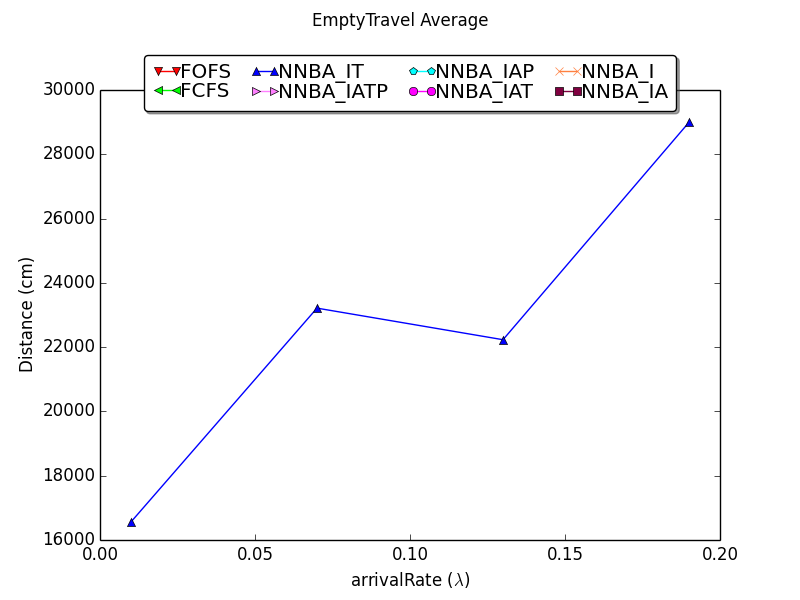 EmptyTravel Average
FOFS NNBA_IT NNBA_IAP NNBA_I
FCFS NNBA_IATP NNBA_IAT NNBA_IA
30000
28000
26000
24000
22000
20000
18000
16000
Distance (cm)
0.00 0.05 0.10 0.15 0.20
arrivalRate (λ)